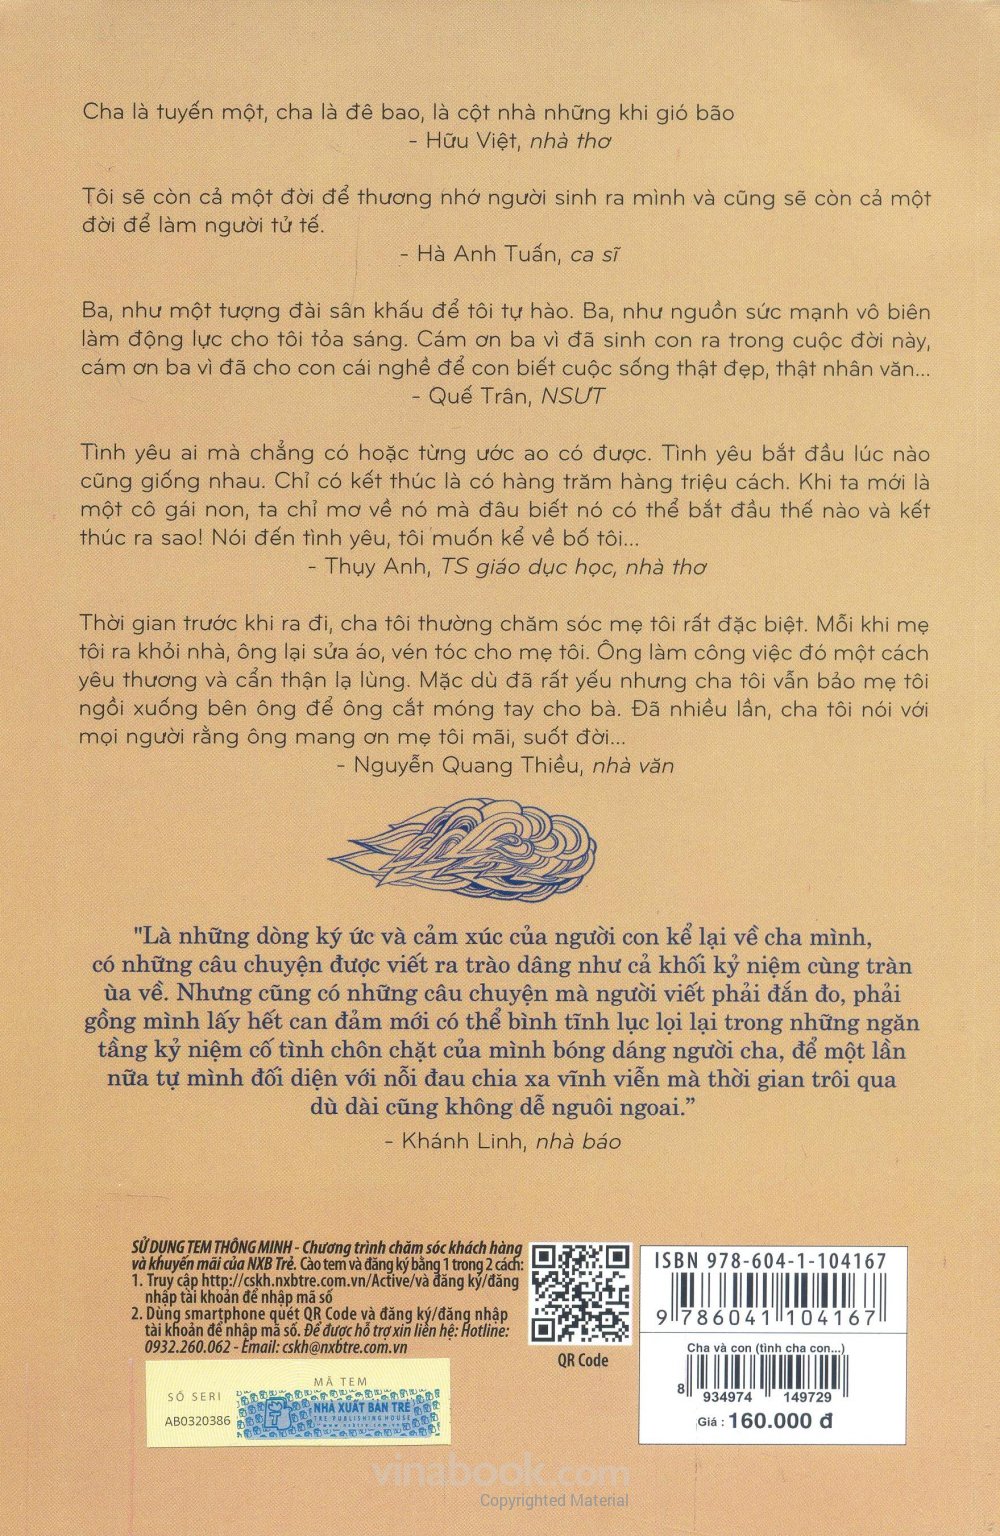 Cha là tuyến một, cha là đê bao, là cột nhà những khi gió bão
- Hữu Việt, nhà thơ
Tôi sẽ còn cả một đời để thương nhớ người sinh ra mình và cũng sẽ còn cả một
đời để làm người tử tế.
- Hà Anh Tuấn, ca sĩ
Ba, như một tượng đài sân khấu để tôi tự hào. Ba, như nguồn sức mạnh vô biên
làm động lực cho tôi tỏa sáng. Cám ơn ba vì đã sinh con ra trong cuộc đời này,
cám ơn ba vì đã cho con cái nghề để con biết cuộc sống thật đẹp, thật nhân văn...
- Quế Trân, NSƯT
Tình yêu ai mà chẳng có hoặc từng ước ao có được. Tình yêu bắt đầu lúc nào
cũng giống nhau. Chỉ có kết thúc là có hàng trăm hàng triệu cách. Khi ta mới là
một cô gái non, ta chỉ mơ về nó mà đâu biết nó có thể bắt đầu thế nào và kết
thúc ra sao! Nói đến tình yêu, tôi muốn kể về bố tôi...
- Thụy Anh, TS giáo dục học, nhà thơ
Thời gian trước khi ra đi, cha tôi thường chăm sóc mẹ tôi rất đặc biệt. Mỗi khi mẹ
tôi ra khỏi nhà, ông lại sửa áo, vén tóc cho mẹ tôi. Ông làm công việc đó một cách
yêu thương và cẩn thận lạ lùng. Mặc dù đã rất yếu nhưng cha tôi vẫn bảo mẹ tôi
ngồi xuống bên ông để ông cắt móng tay cho bà. Đã nhiều lần, cha tôi nói với
mọi người rằng ông mang ơn mẹ tôi mãi, suốt đời...
- Nguyễn Quang Thiều, nhà văn
"Là những dòng ký ức và cảm xúc của người con kể lại về cha mình,
có những câu chuyện được viết ra trào dâng như cả khối kỷ niệm cùng tràn
ùa về. Nhưng cũng có những câu chuyện mà người viết phải đắn đo, phải
gồng mình lấy hết can đảm mới có thể bình tĩnh lục lọi lại trong những ngăn
tầng kỷ niệm cố tình chôn chặt của mình bóng dáng người cha, để một lần
nữa tự mình đối diện với nỗi đau chia xa vĩnh viễn mà thời gian trôi qua
dù dài cũng không dễ nguôi ngoai.”
- Khánh Linh, nhà báo
SỬ DỤNG TEM THÔNG MINH - Chương trình chăm sóc khách hàng
và khuyến mãi của NXB Trẻ. Cào tem và đăng ký bằng 1 trong 2 cách:
1. Truy cập http://cskh.nxbtre.com.vn/Active/và đăng ký/đăng
nhập tài khoản để nhập mã số
2. Dùng smartphone quét QR Code và đăng ký/đăng nhập
tài khoản để nhập mã số. Để được hỗ trợ xin liên hệ: Hotline:
0932.260.062 - Email: cskh@nxbtre.com.vn
QR Code
SỐ SERI
AB0320386
MÃ TEM
NHÀ XUẤT BẢN TRẺ
TRE PUBLISHING HOUSE
www.nxbtre.com.vn
ISBN 978-604-1-104167
9 786041 104167
Cha và con (tình cha con...)
8 934974 149729
Giá : 160.000 đ
vinabook.com
Copyrighted Material